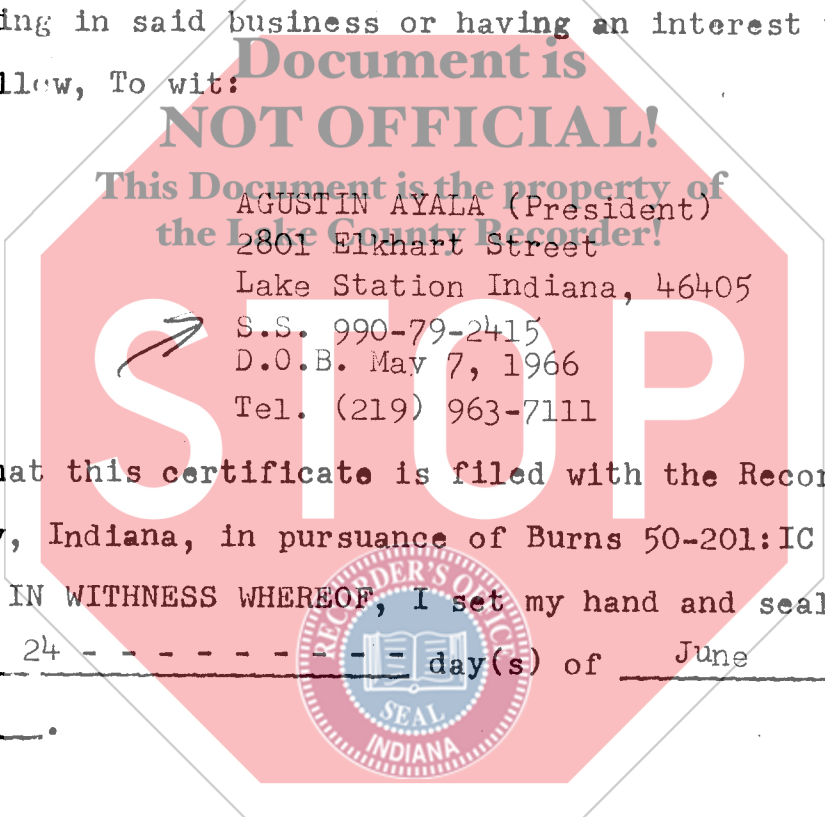 ing in said business or having an interest
Document is
To wit:
NOT OFFICIAL!
This Document is the property of
AGUSTIN AYALA (President)
the Lake County Recorder!
2801 Elkhart Street
Lake Station Indiana, 46405
S.S. 990-79-2415
D.O.B. May 7, 1966
Tel. (219) 963-7111
STOP
at this certificate is filed with the Recor
, Indiana, in pursuance of Burns 50-201:IC
IN WITHNESS WHEREOF, I set my hand and seal
24 - - - - - - - - - - day(s) of June
.
RECORDER'S OFFICE
SEAL
INDIANA